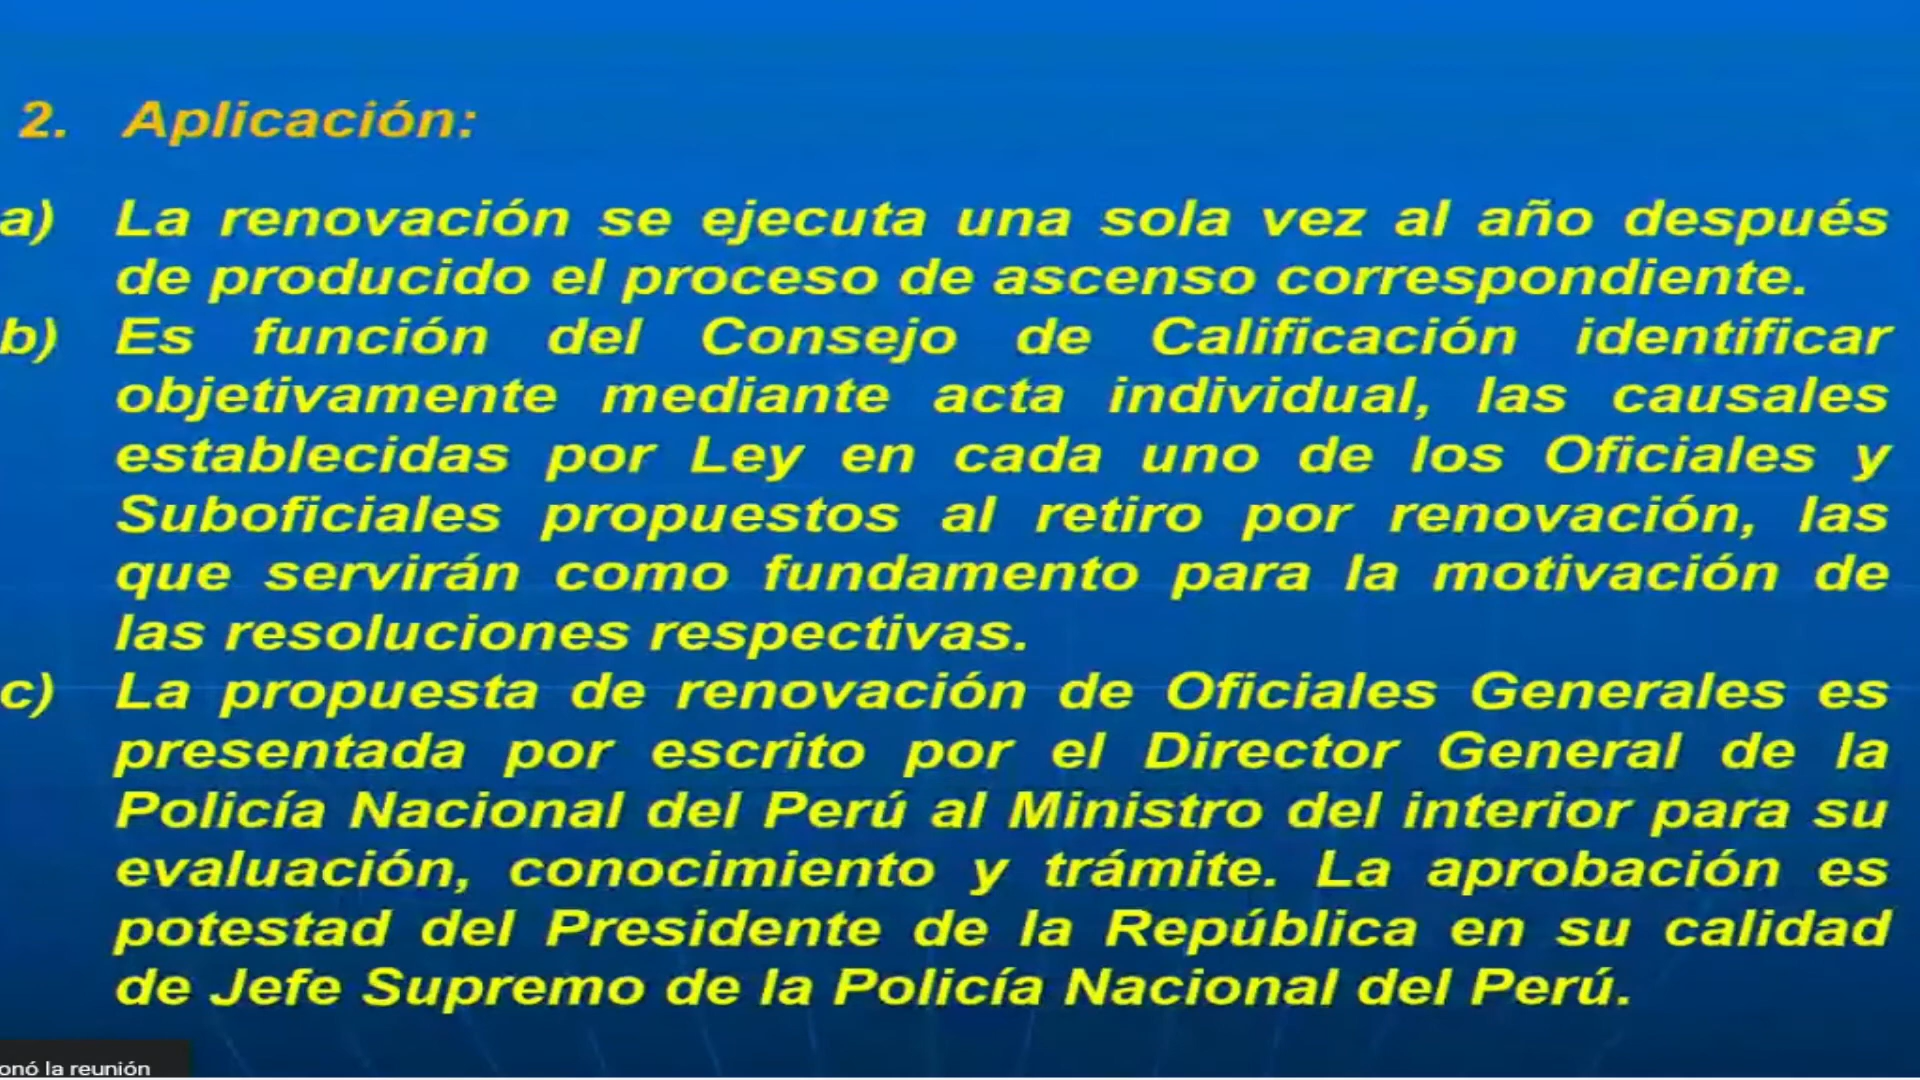 2. Aplicación:
a) La renovación se ejecuta una sola vez al año después
de producido el proceso de ascenso correspondiente.
b) Es función del Consejo de Calificación identificar
objetivamente mediante acta individual, las causales
establecidas por Ley en cada uno de los Oficiales y
Suboficiales propuestos al retiro por renovación, las
que servirán como fundamento para la motivación de
las resoluciones respectivas.
c) La propuesta de renovación de Oficiales Generales es
presentada por escrito por el Director General de la
Policía Nacional del Perú al Ministro del interior para su
evaluación, conocimiento y trámite. La aprobación es
potestad del Presidente de la República en su calidad
de Jefe Supremo de la Policía Nacional del Perú.
onó la reunión